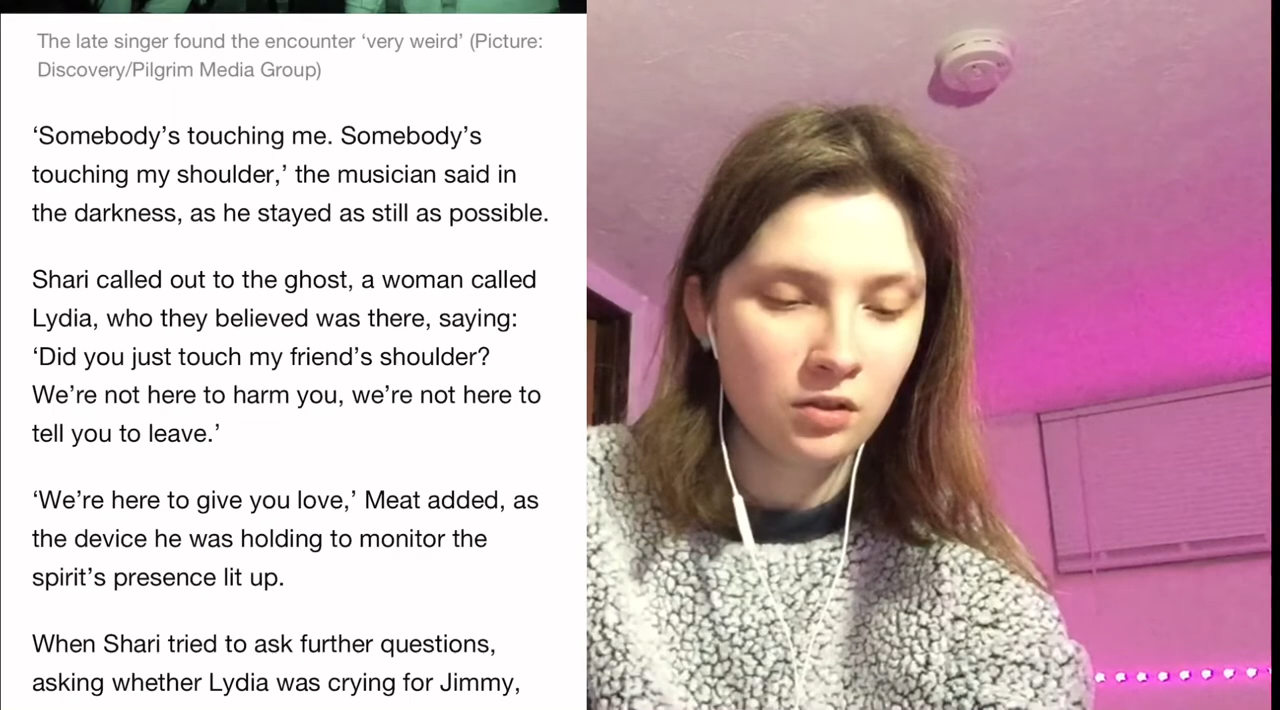 The late singer found the encounter ‘very weird’ (Picture:
Discovery/Pilgrim Media Group)
‘Somebody’s touching me. Somebody’s
touching my shoulder,’ the musician said in
the darkness, as he stayed as still as possible.
Shari called out to the ghost, a woman called
Lydia, who they believed was there, saying:
‘Did you just touch my friend’s shoulder?
We’re not here to harm you, we’re not here to
tell you to leave.’
‘We’re here to give you love,’ Meat added, as
the device he was holding to monitor the
spirit’s presence lit up.
When Shari tried to ask further questions,
asking whether Lydia was crying for Jimmy,